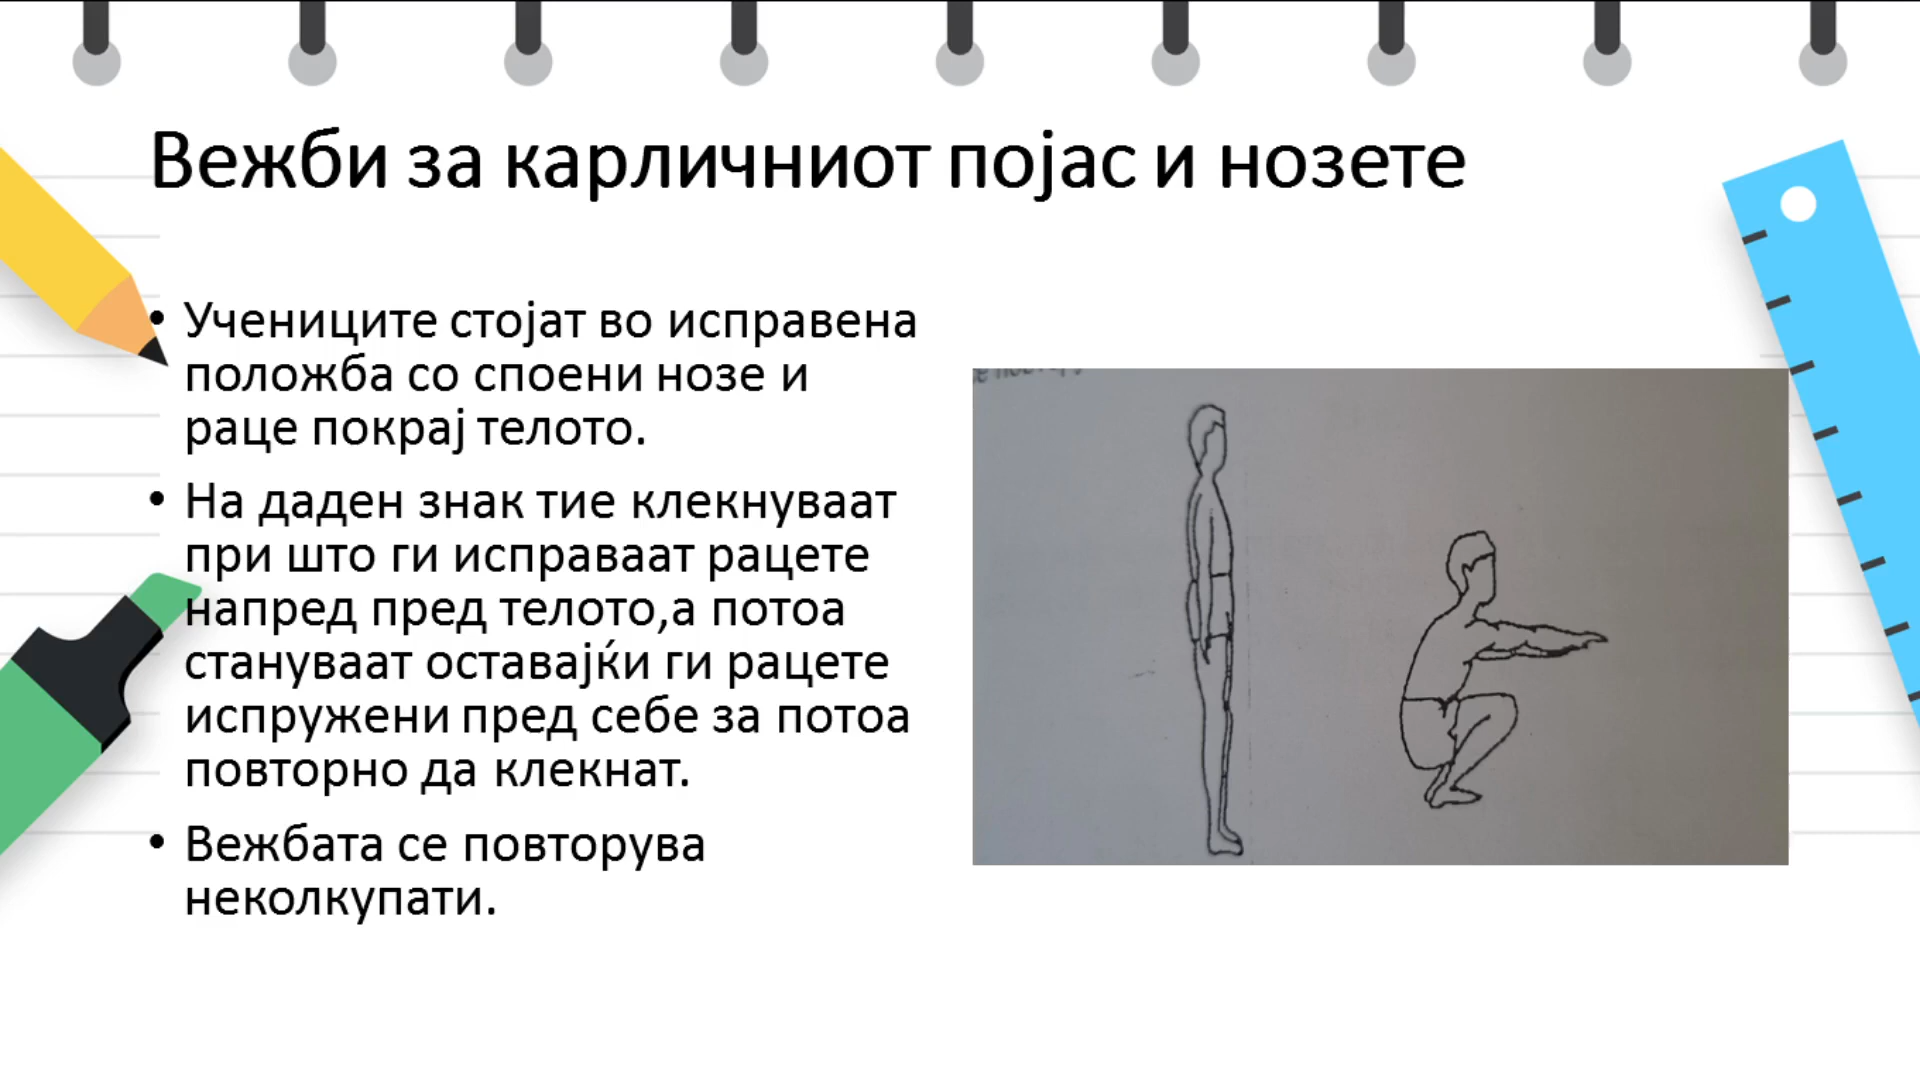 Вежби за карличниот појас и нозете
• Учениците стојат во исправена
положба со споени нозе и
раце покрај телото.
• На даден знак тие клекнуваат
при што ги исправаат рацете
напред пред телото,а потоа
стануваат оставајќи ги рацете
испружени пред себе за потоа
повторно да клекнат.
• Вежбата се повторува
неколкупати.